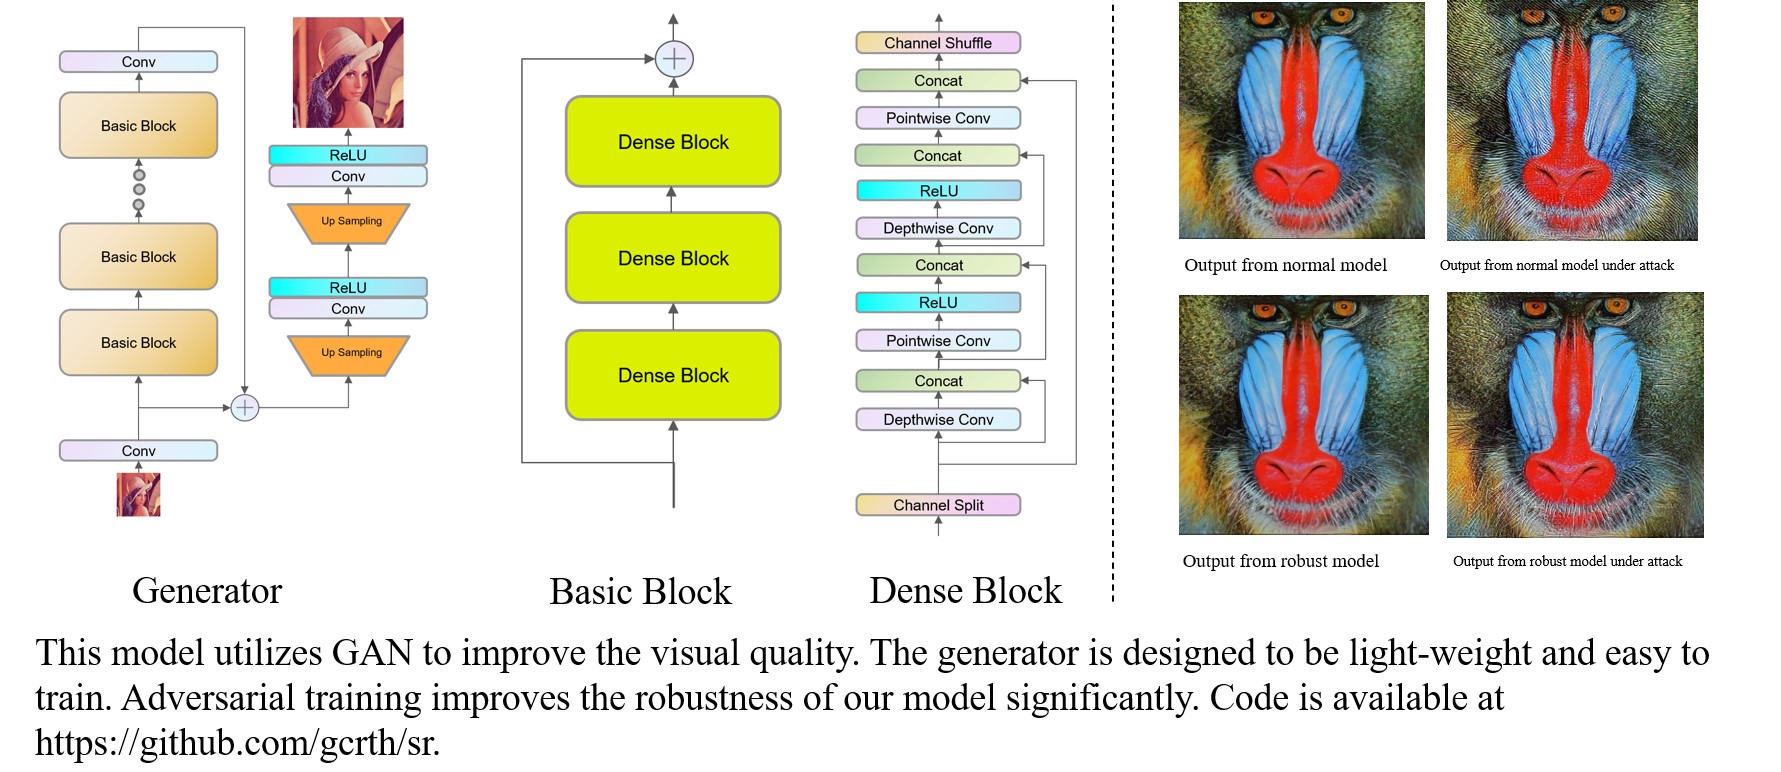 Conv
Basic Block
Basic Block
Basic Block
Conv
ReLU
Conv
Up Sampling
ReLU
Conv
Up Sampling
Generator
Dense Block
Dense Block
Dense Block
Basic Block
Channel Shuffle
Concat
Pointwise Conv
Concat
ReLU
Depthwise Conv
Concat
ReLU
Pointwise Conv
Concat
Depthwise Conv
Channel Split
Dense Block
Output from normal model
Output from normal model under attack
Output from robust model
Output from robust model under attack
This model utilizes GAN to improve the visual quality. The generator is designed to be light-weight and easy to
train. Adversarial training improves the robustness of our model significantly. Code is available at
https://github.com/gcrth/sr.